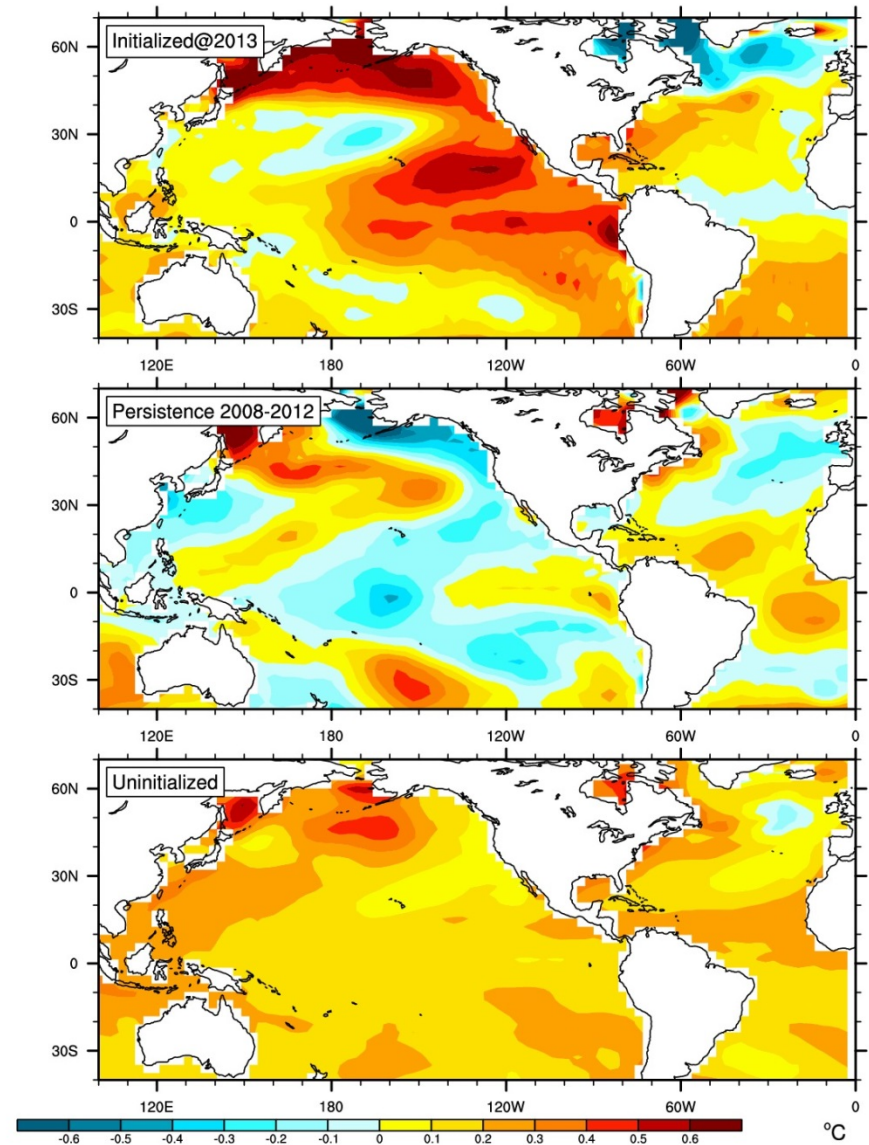 60N
Initialized@2013
30N
0
30S
120E 180 120W 60W 0
60N
Persistence 2008-2012
30N
0
30S
120E 180 120W 60W 0
60N
Uninitialized
30N
0
30S
120E 180 120W 60W 0
-0.6 -0.5 -0.4 -0.3 -0.2 -0.1 0 0.1 0.2 0.3 0.4 0.5 0.6 °C